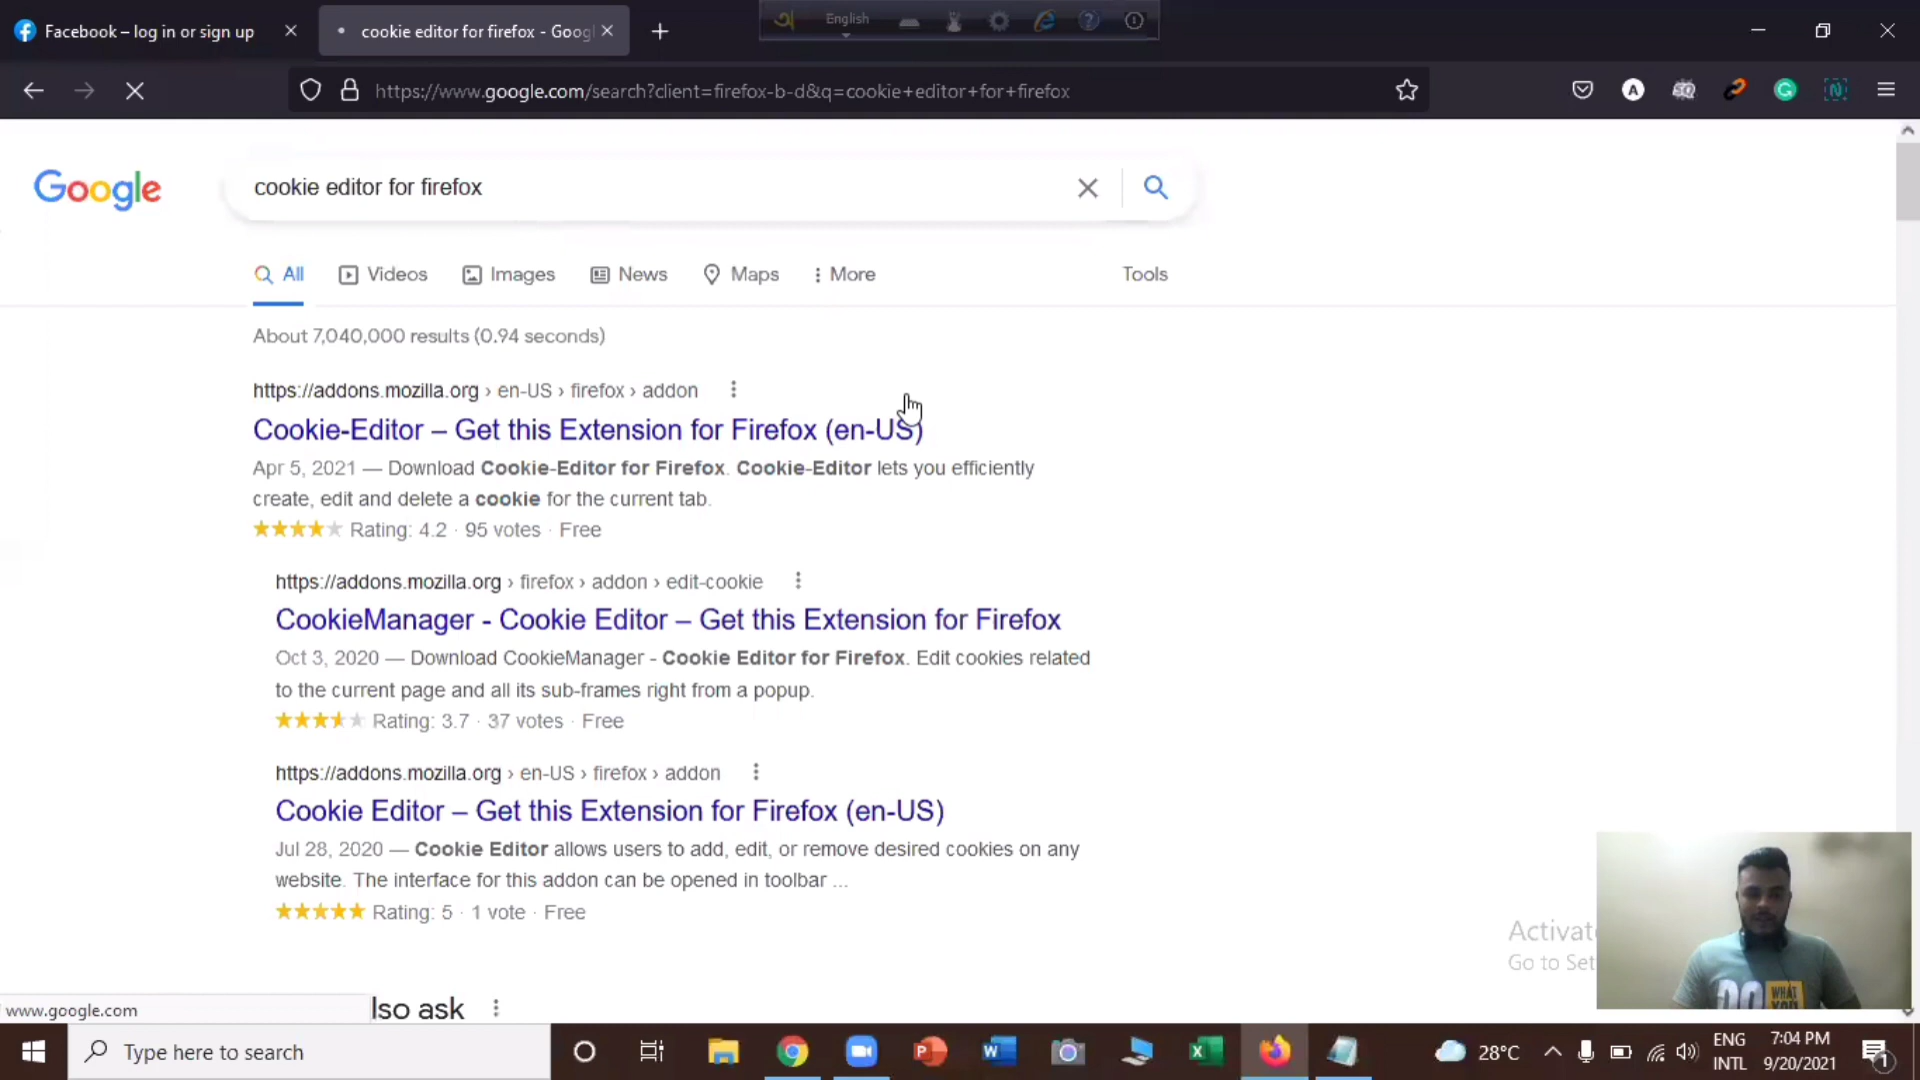 Facebook – log in or sign up
cookie editor for firefox - Goog
English
https://www.google.com/search?client=firefox-b-d&q=cookie+editor+for+firefox
Google
cookie editor for firefox
All
Videos
Images
News
Maps
More
Tools
About 7,040,000 results (0.94 seconds)
https://addons.mozilla.org › en-US › firefox › addon
Cookie-Editor – Get this Extension for Firefox (en-US)
Apr 5, 2021 — Download Cookie-Editor for Firefox. Cookie-Editor lets you efficiently
create, edit and delete a cookie for the current tab.
Rating: 4.2 · 95 votes · Free
https://addons.mozilla.org › firefox › addon › edit-cookie
CookieManager - Cookie Editor – Get this Extension for Firefox
Oct 3, 2020 — Download CookieManager - Cookie Editor for Firefox. Edit cookies related
to the current page and all its sub-frames right from a popup.
Rating: 3.7 · 37 votes · Free
https://addons.mozilla.org › en-US › firefox › addon
Cookie Editor – Get this Extension for Firefox (en-US)
Jul 28, 2020 — Cookie Editor allows users to add, edit, or remove desired cookies on any
website. The interface for this addon can be opened in toolbar ...
Rating: 5 · 1 vote · Free
Activat
Go to Set
DO
WHAT
YOU
www.google.com
lso ask
Type here to search
28°C
ENG
INTL
7:04 PM
9/20/2021
1